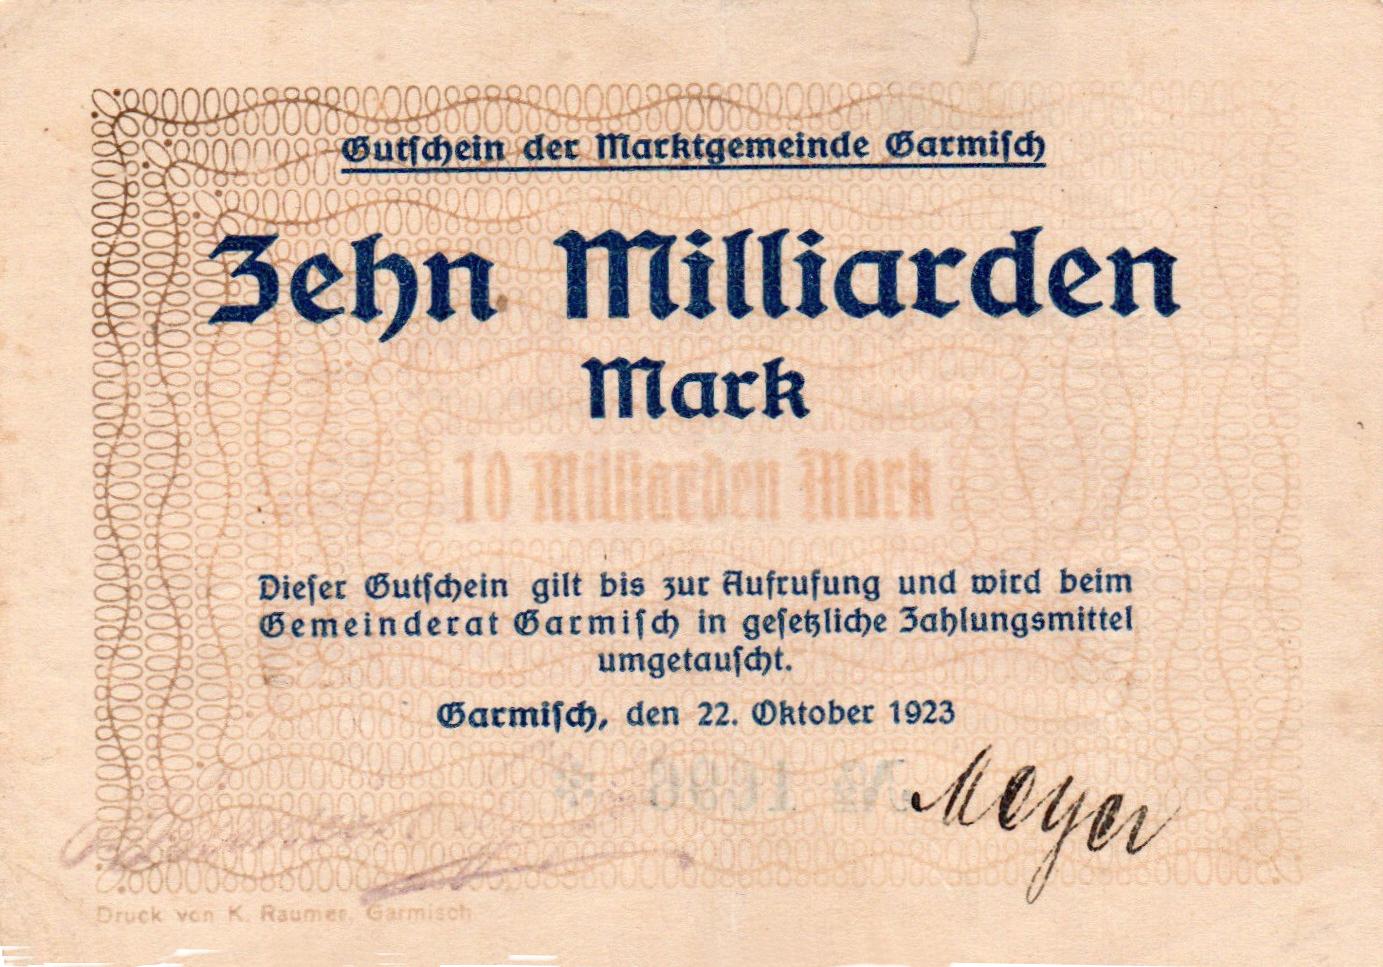 Gutschein der Marktgemeinde Garmisch
Zehn Milliarden
Mark
10 Milliarden Mark
Dieser Gutschein gilt bis zur Aufrufung und wird beim
Gemeinderat Garmisch in gesetzliche Zahlungsmittel
umgetauscht.
Garmisch, den 22. Oktober 1923
Meyer
Druck von K. Raumer, Garmisch